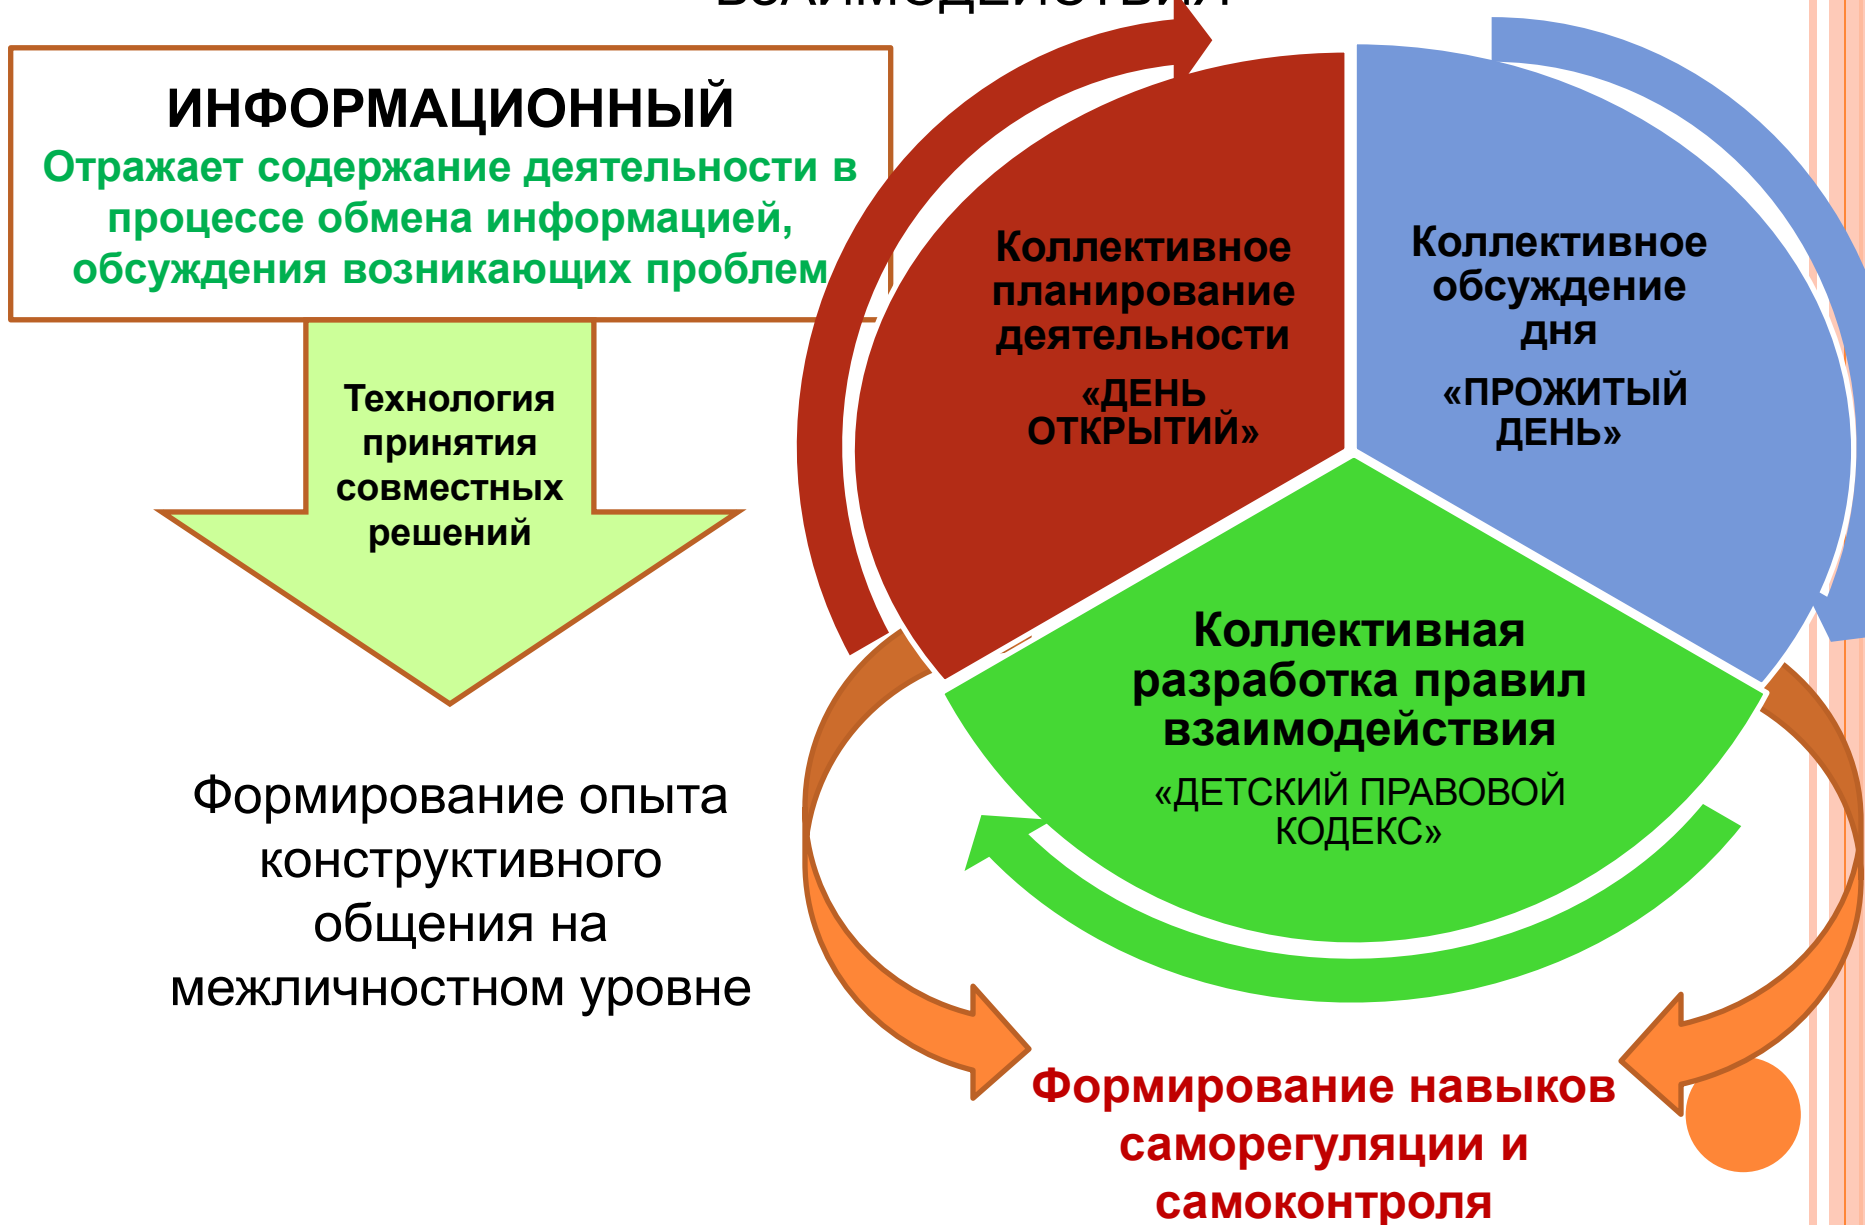 ВЗАИМОДЕЙСТВИЯ
ИНФОРМАЦИОННЫЙ
Отражает содержание деятельности в
процессе обмена информацией,
обсуждения возникающих проблем
Технология
принятия
совместных
решений
Формирование опыта
конструктивного
общения на
межличностном уровне
Коллективное
планирование
деятельности
«ДЕНЬ
ОТКРЫТИЙ»
Коллективное
обсуждение
дня
«ПРОЖИТЫЙ
ДЕНЬ»
Коллективная
разработка правил
взаимодействия
«ДЕТСКИЙ ПРАВОВОЙ
КОДЕКС»
Формирование навыков
саморегуляции и
самоконтроля